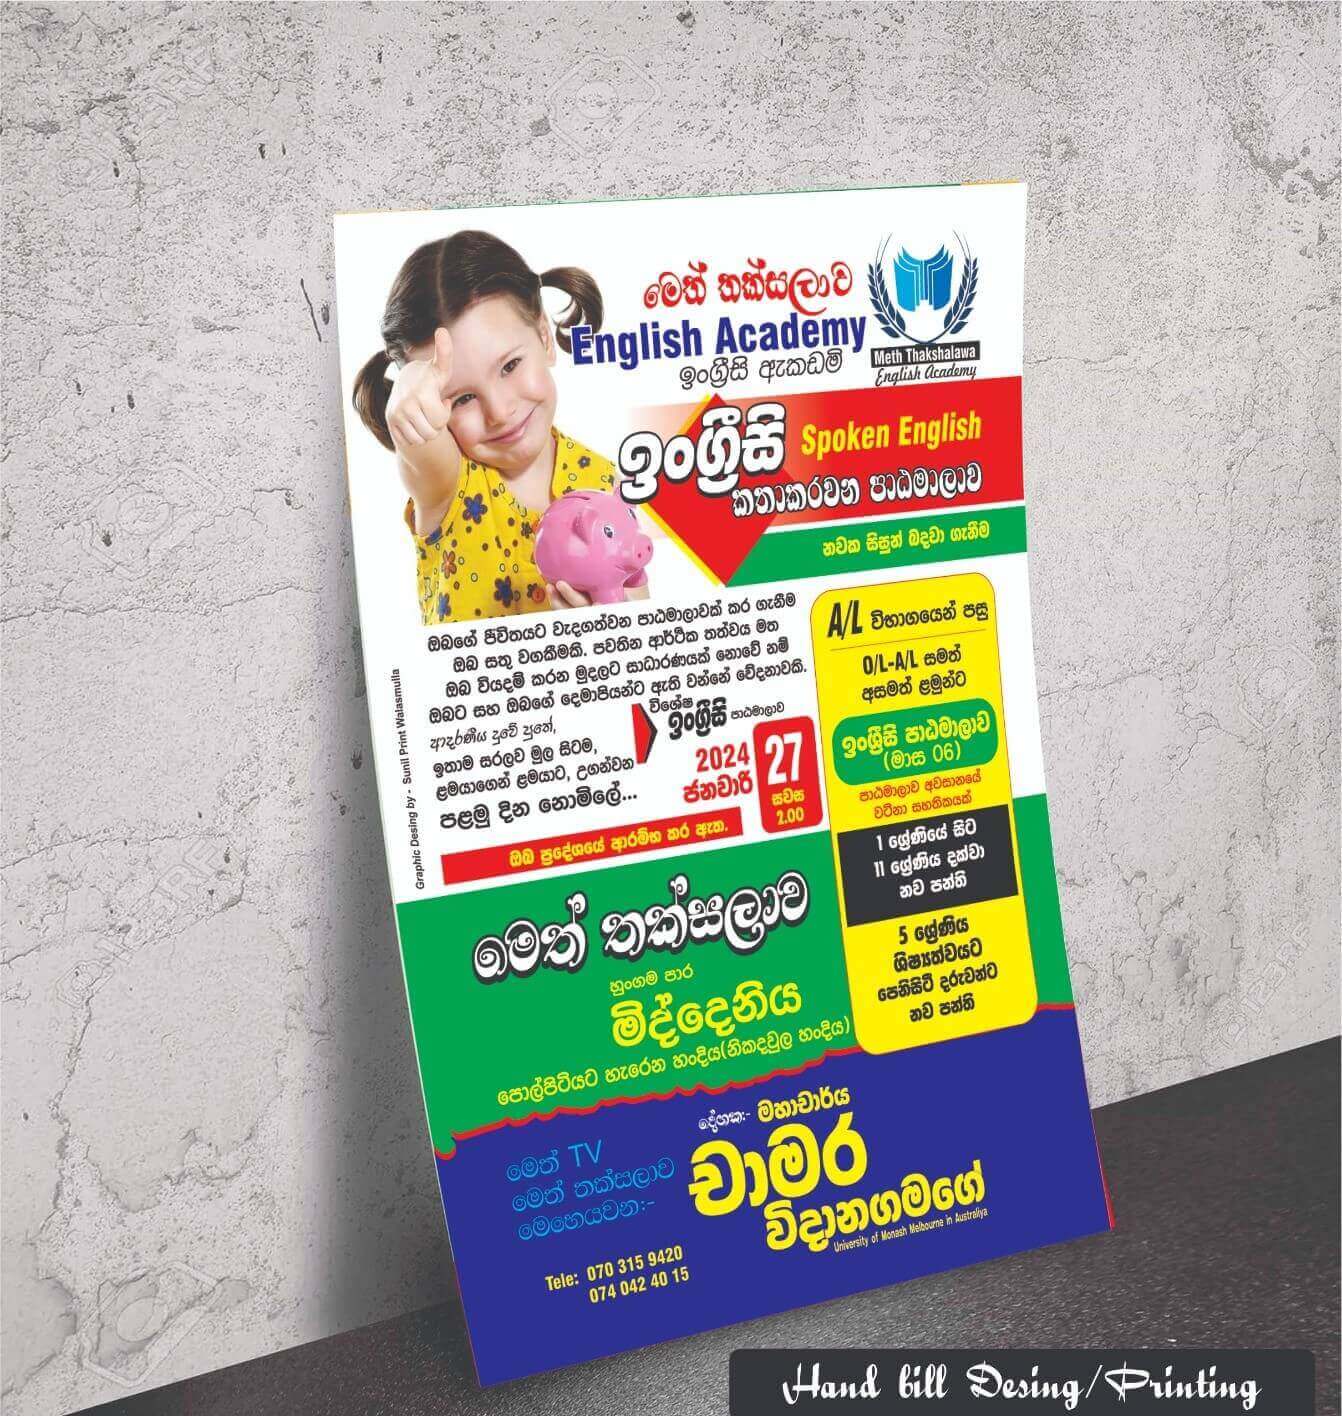 මෙත් තක්සලාව
English Academy
ඉංග්‍රීසි ඇකඩමි
Meth Thakshalawa
English Academy
ඉංග්‍රීසි Spoken English
කතාකරවන පාඨමාලාව
නවක සිසුන් බඳවා ගැනීම
ඔබගේ ජීවිතයට වැදගත්වන පාඨමාලාවක් කර ගැනීම
ඔබ සතු වගකීමකි. පවතින ආර්ථික තත්වය මත
ඔබ වියදම් කරන මුදලට සාධාරණයක් නොවේ නම්
ඔබට සහ ඔබගේ දෙමාපියන්ට ඇති වන්නේ වේදනාවකි.
ආදරණීය දුවේ පුතේ,
ඉතාම සරලව මුල සිටම,
ළමයාගෙන් ළමයාට, උගන්වන
පළමු දින නොමිලේ...
විශේෂ
ඉංග්‍රීසි පාඨමාලාව
2024
ජනවාරි
27
සවස
2.00
ඔබ ප්‍රදේශයේ ආරම්භ කර ඇත.
A/L විභාගයෙන් පසු
O/L-A/L සමත්
අසමත් ළමුන්ට
ඉංග්‍රීසි පාඨමාලාව
(මාස 06)
පාඨමාලාව අවසානයේ
වටිනා සහතිකයක්
1 ශ්‍රේණියේ සිට
11 ශ්‍රේණිය දක්වා
නව පන්ති
5 ශ්‍රේණිය
ශිෂ්‍යත්වයට
පෙනිසිටි දරුවන්ට
නව පන්ති
Graphic Desing by - Sunil Print Walasmulla
මෙත් තක්සලාව
හුංගම පාර
මිද්දෙනිය
පොල්පිටියට හැරෙන හංදිය(නිකදවුල හංදිය)
මෙත් TV
මෙත් තක්සලාව
මෙහෙයවන:-
දේශක:- මහාචාර්ය
චාමර
විදානගමගේ
University of Monash Melbourne in Australiya
Tele: 070 315 9420
074 042 40 15
Hand bill Desing/Printing